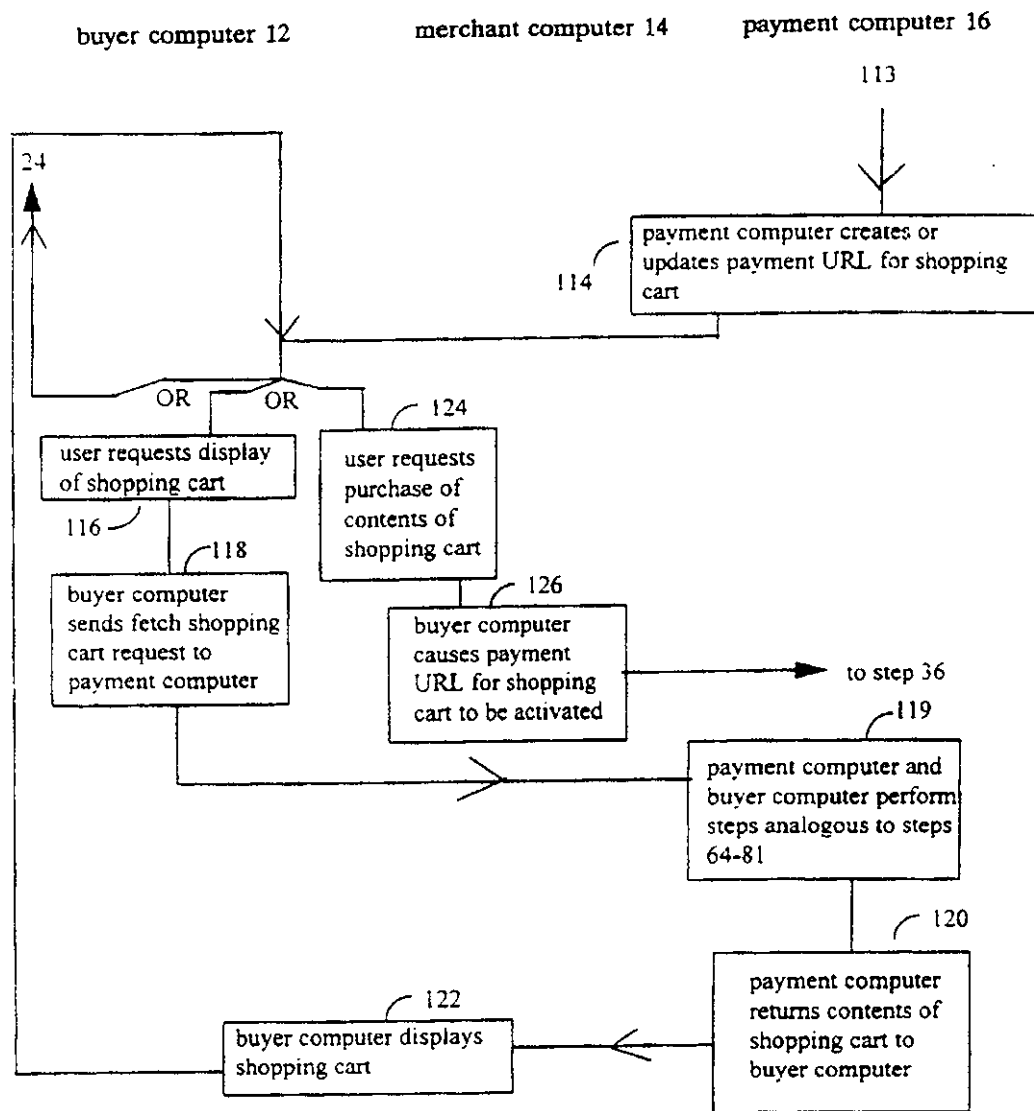 buyer computer 12
merchant computer 14
payment computer 16
113
24
payment computer creates or
updates payment URL for shopping
cart
114
OR
OR
124
user requests display
of shopping cart
116
user requests
purchase of
contents of
shopping cart
118
buyer computer
sends fetch shopping
cart request to
payment computer
126
buyer computer
causes payment
URL for shopping
cart to be activated
to step 36
119
payment computer and
buyer computer perform
steps analogous to steps
64-81
120
payment computer
returns contents of
shopping cart to
buyer computer
122
buyer computer displays
shopping cart